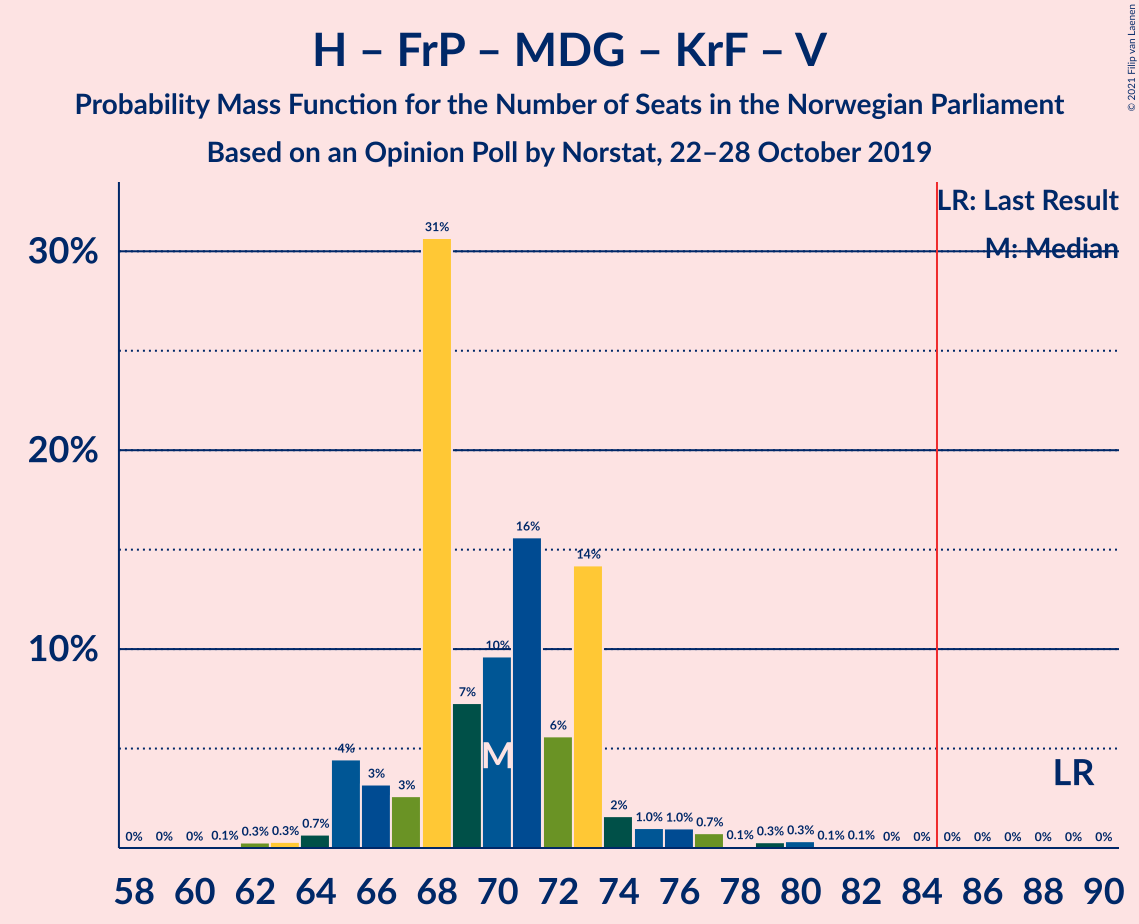 H – FrP – MDG – KrF – V
Probability Mass Function for the Number of Seats in the Norwegian Parliament
Based on an Opinion Poll by Norstat, 22–28 October 2019
© 2021 Filip van Laenen
LR: Last Result
M: Median
30%
20%
10%
0% 0% 0% 0.1% 0.3% 0.3% 0.7% 4% 3% 3% 31% 7% 10% 16% 6% 14% 2% 1.0% 1.0% 0.7% 0.1% 0.3% 0.3% 0.1% 0.1% 0% 0% 0% 0% 0% 0% 0% 0%
M
LR
58 60 62 64 66 68 70 72 74 76 78 80 82 84 86 88 90